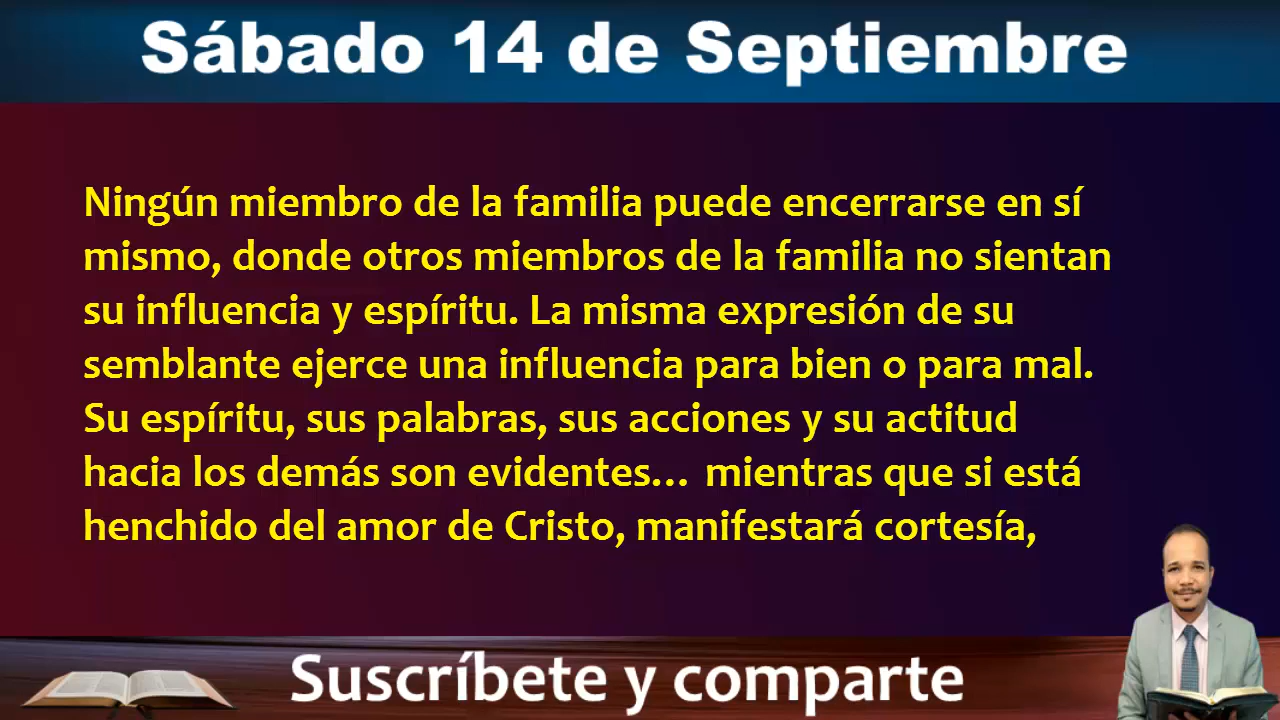 Sábado 14 de Septiembre
Ningún miembro de la familia puede encerrarse en sí
mismo, donde otros miembros de la familia no sientan
su influencia y espíritu. La misma expresión de su
semblante ejerce una influencia para bien o para mal.
Su espíritu, sus palabras, sus acciones y su actitud
hacia los demás son evidentes… mientras que si está
henchido del amor de Cristo, manifestará cortesía,
Suscríbete y comparte